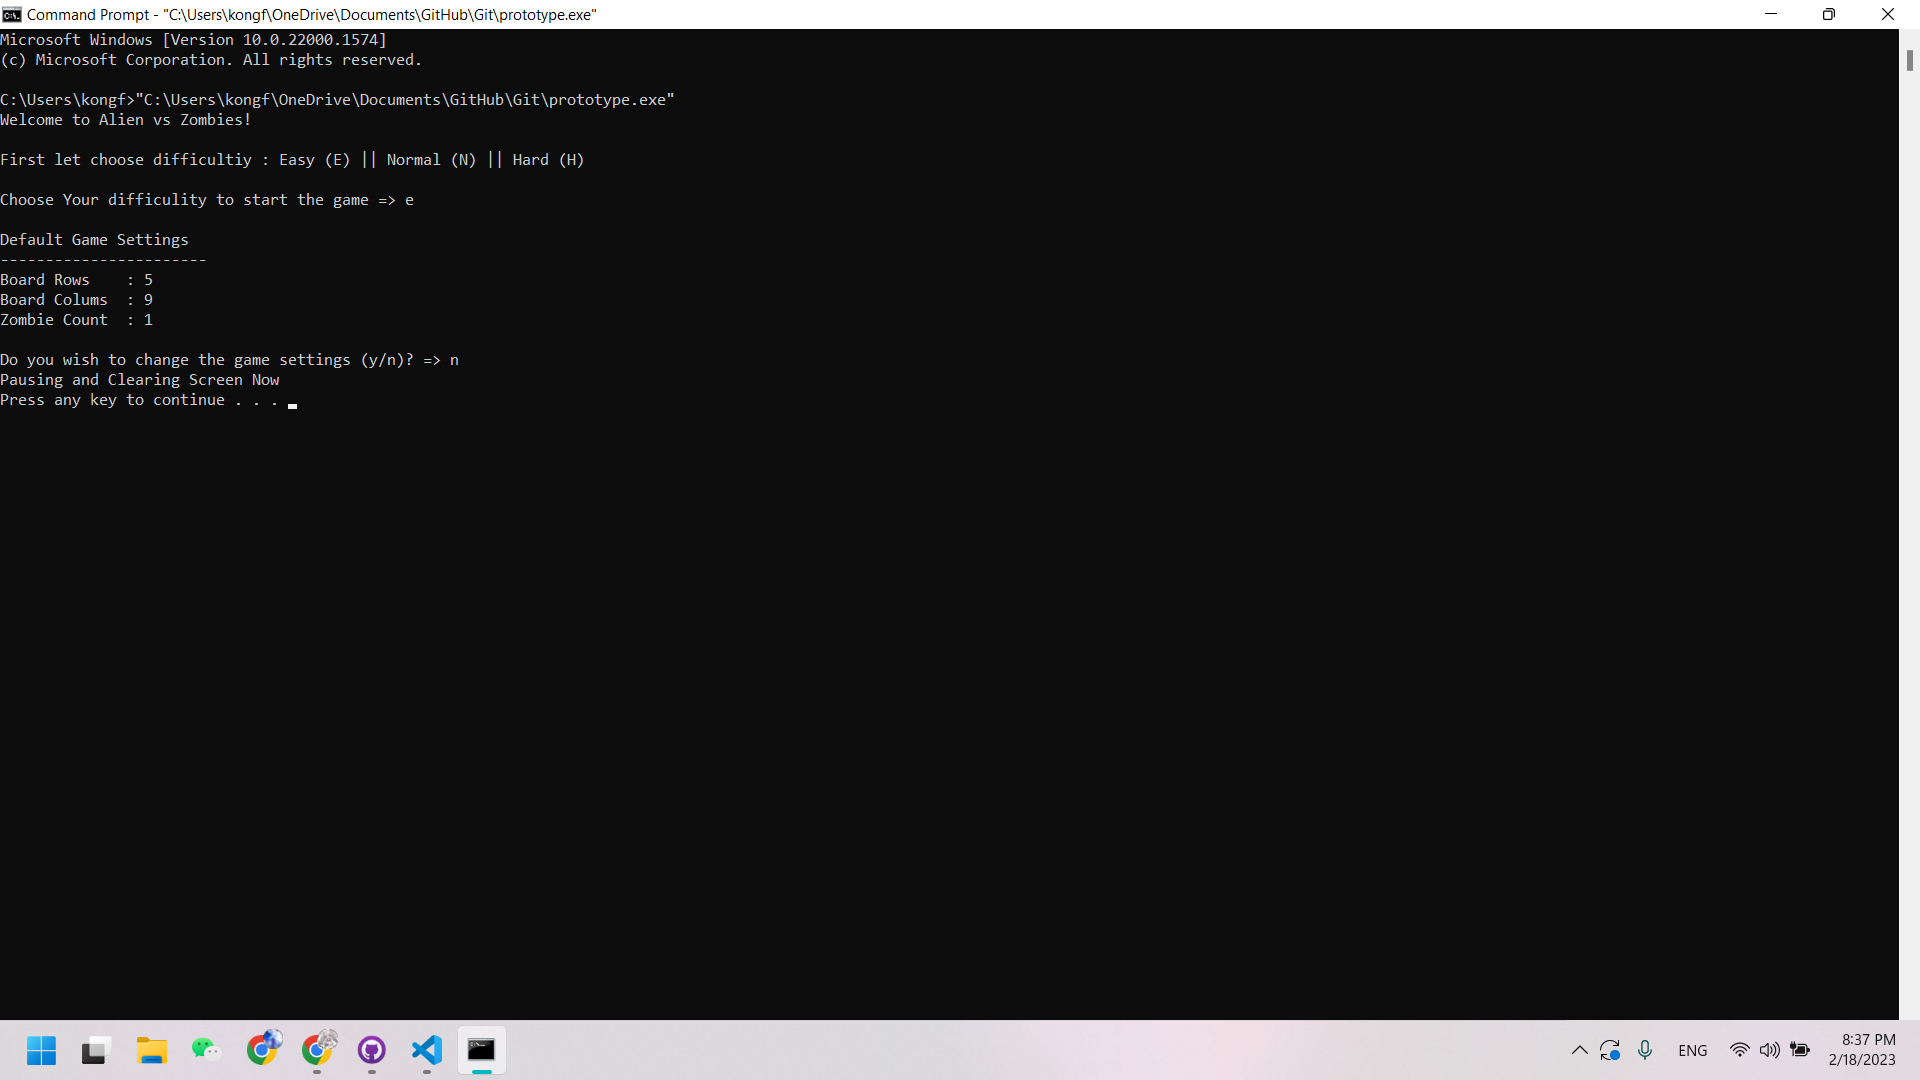 Command Prompt - "C:\Users\kongf\OneDrive\Documents\GitHub\Git\prototype.exe"
Microsoft Windows [Version 10.0.22000.1574]
(c) Microsoft Corporation. All rights reserved.
C:\Users\kongf>"C:\Users\kongf\OneDrive\Documents\GitHub\Git\prototype.exe"
Welcome to Alien vs Zombies!
First let choose difficultiy : Easy (E) || Normal (N) || Hard (H)
Choose Your difficulity to start the game => e
Default Game Settings
-----------------------
Board Rows    : 5
Board Colums  : 9
Zombie Count  : 1
Do you wish to change the game settings (y/n)? => n
Pausing and Clearing Screen Now
Press any key to continue . . .
ENG
8:37 PM
2/18/2023